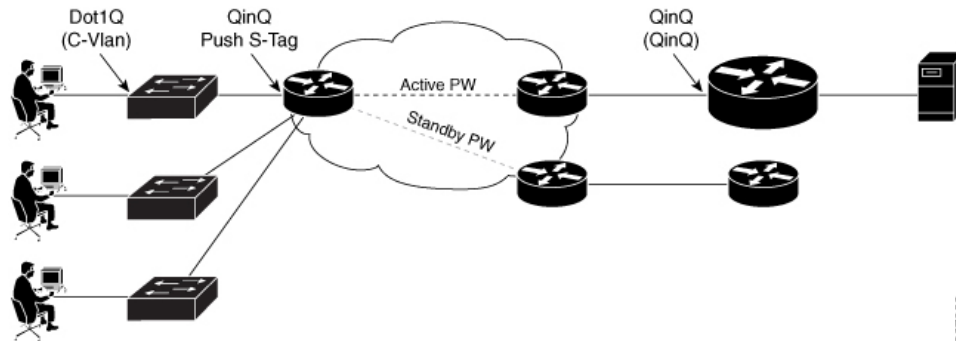 Dot1Q
(C-Vlan)
QinQ
Push S-Tag
QinQ
(QinQ)
Active PW
Standby PW